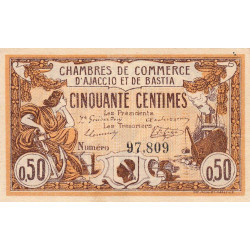 CHAMBRES DE COMMERCE
D'AJACCIO ET DE BASTIA
CINQUANTE CENTIMES
Les Présidents
Les Trésoriers
Numéro 97.809
0,50 0,50